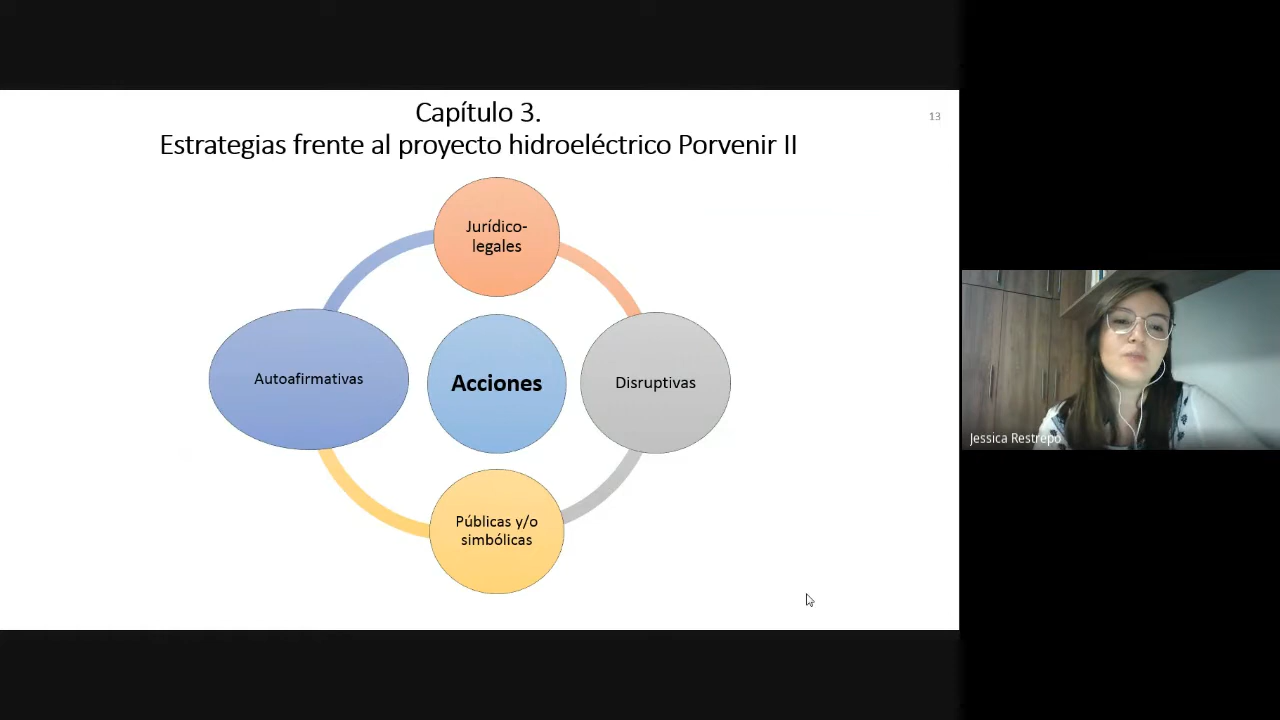 Capítulo 3.
Estrategias frente al proyecto hidroeléctrico Porvenir II
13
Jurídico-
legales
Autoafirmativas
Acciones
Disruptivas
Públicas y/o
simbólicas
Jessica Restrepo